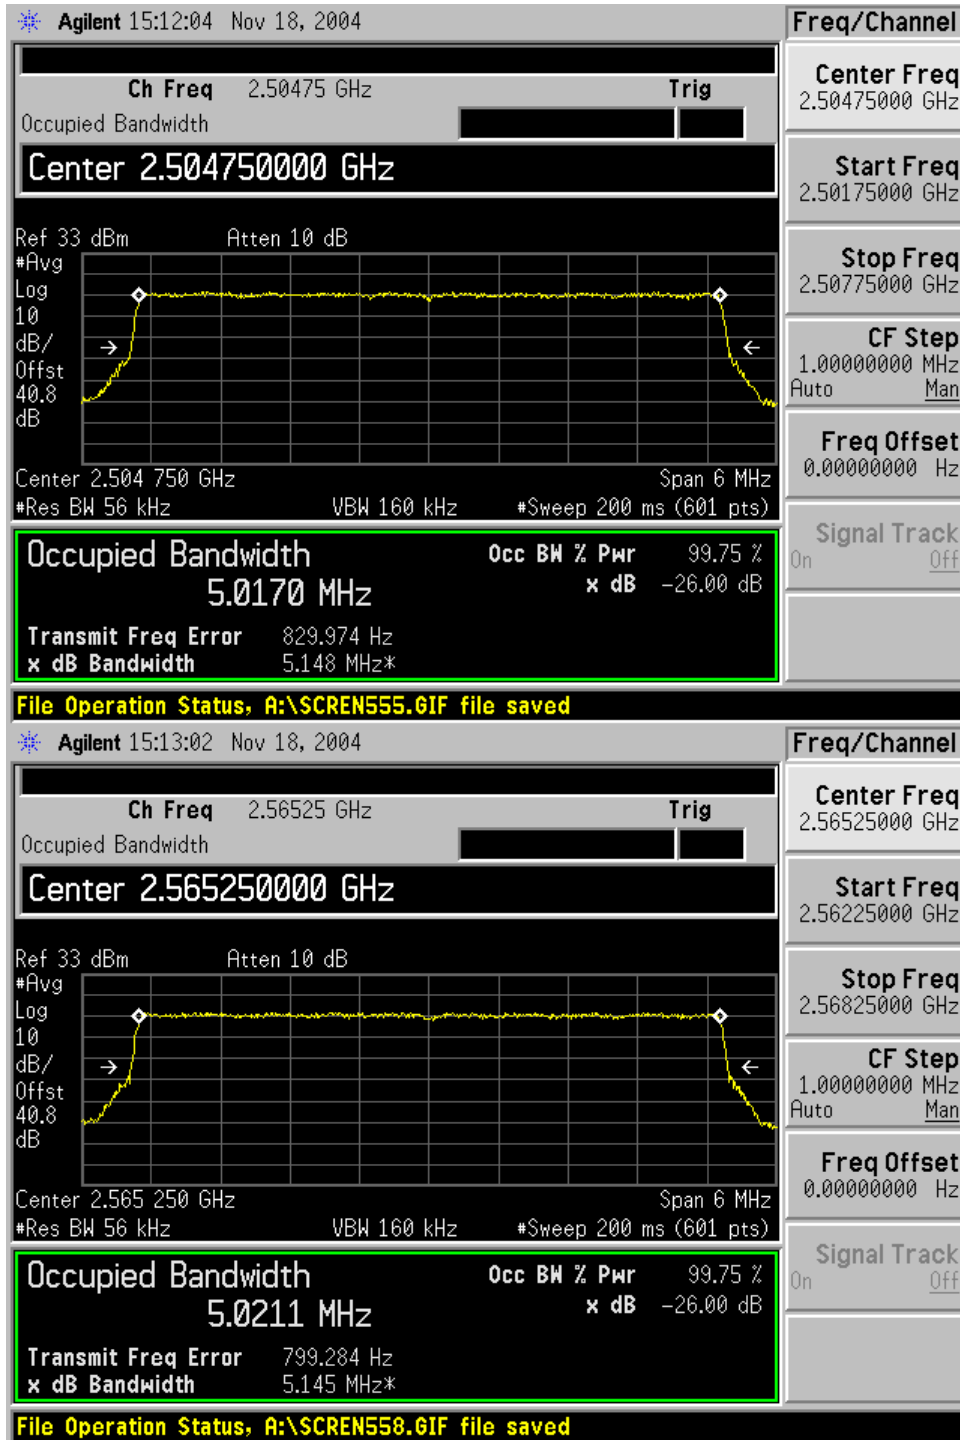 Agilent 15:12:04 Nov 18, 2004
Freq/Channel
Ch Freq 2.50475 GHz Trig
Occupied Bandwidth
Center 2.504750000 GHz
Center Freq
2.50475000 GHz
Start Freq
2.50175000 GHz
Stop Freq
2.50775000 GHz
CF Step
1.00000000 MHz
Auto Man
Freq Offset
0.00000000 Hz
Signal Track
On Off
Ref 33 dBm Atten 10 dB
#Avg
Log
10
dB/
Offst
40.8
dB
Center 2.504 750 GHz Span 6 MHz
#Res BW 56 kHz VBW 160 kHz #Sweep 200 ms (601 pts)
Occupied Bandwidth Occ BW % Pwr 99.75 %
5.0170 MHz x dB -26.00 dB
Transmit Freq Error 829.974 Hz
x dB Bandwidth 5.148 MHz*
File Operation Status, A:\SCREN555.GIF file saved
Agilent 15:13:02 Nov 18, 2004
Freq/Channel
Ch Freq 2.56525 GHz Trig
Occupied Bandwidth
Center 2.565250000 GHz
Center Freq
2.56525000 GHz
Start Freq
2.56225000 GHz
Stop Freq
2.56825000 GHz
CF Step
1.00000000 MHz
Auto Man
Freq Offset
0.00000000 Hz
Signal Track
On Off
Ref 33 dBm Atten 10 dB
#Avg
Log
10
dB/
Offst
40.8
dB
Center 2.565 250 GHz Span 6 MHz
#Res BW 56 kHz VBW 160 kHz #Sweep 200 ms (601 pts)
Occupied Bandwidth Occ BW % Pwr 99.75 %
5.0211 MHz x dB -26.00 dB
Transmit Freq Error 799.284 Hz
x dB Bandwidth 5.145 MHz*
File Operation Status, A:\SCREN558.GIF file saved